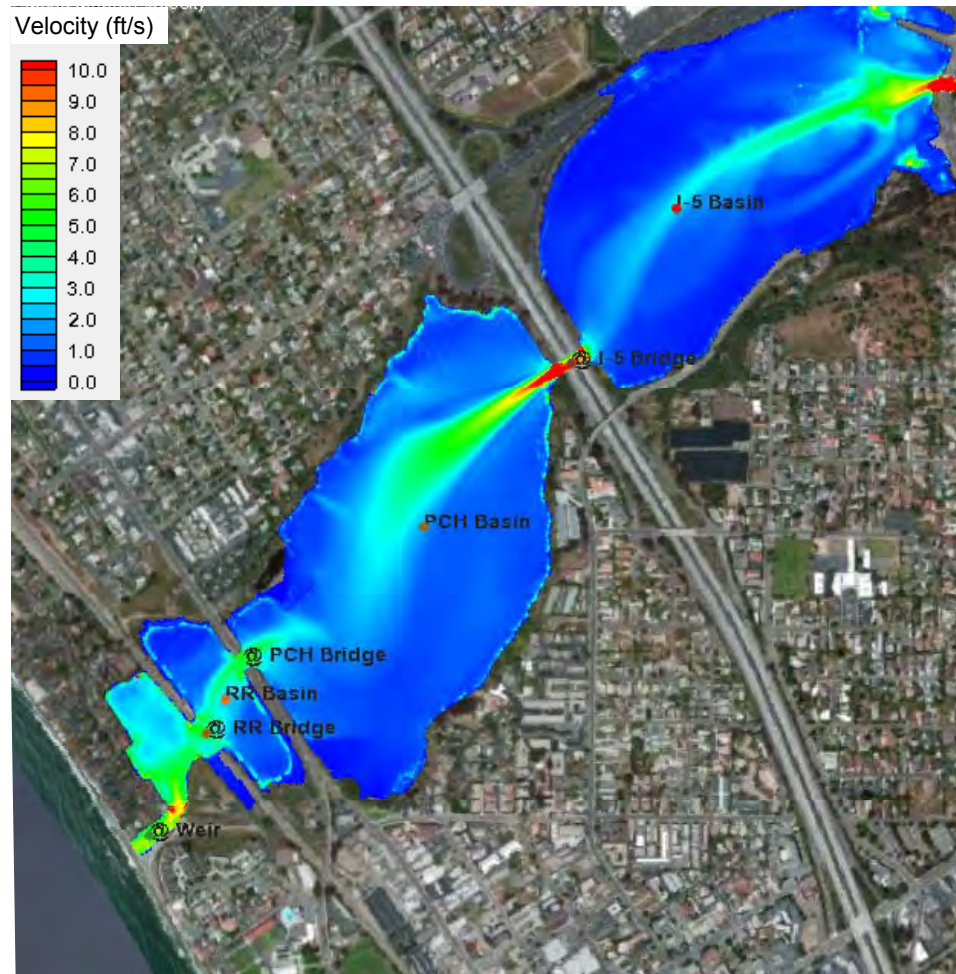 Velocity (ft/s)
10.0
9.0
8.0
7.0
6.0
5.0
4.0
3.0
2.0
1.0
0.0
I-5 Basin
I-5 Bridge
PCH Basin
@ PCH Bridge
RR Basin
@ RR Bridge
@ Weir